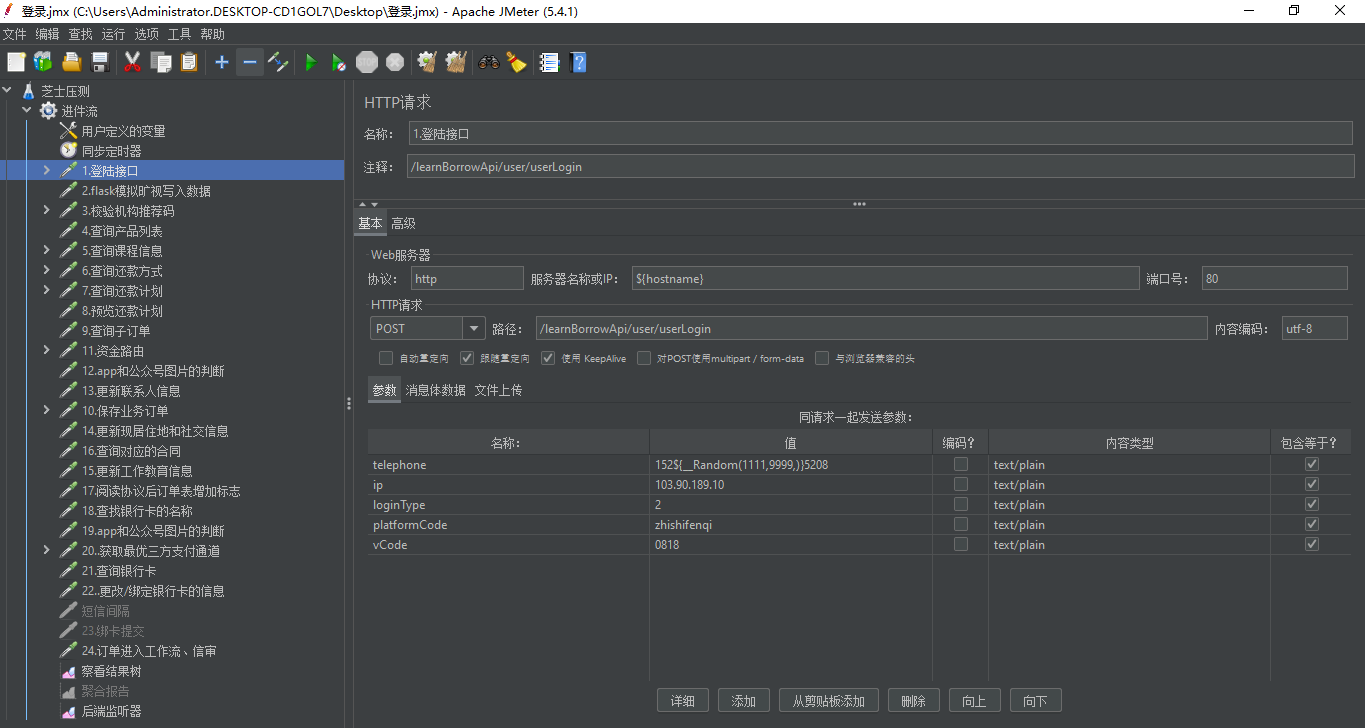 登录.jmx (C:\Users\Administrator.DESKTOP-CD1GOL7\Desktop\登录.jmx) - Apache JMeter (5.4.1)
文件 编辑 查找 运行 选项 工具 帮助
STOP
芝士压测
进件流
用户定义的变量
同步定时器
1.登陆接口
2.flask模拟旷视写入数据
3.校验机构推荐码
4.查询产品列表
5.查询课程信息
6.查询还款方式
7.查询还款计划
8.预览还款计划
9.查询子订单
11.资金路由
12.app和公众号图片的判断
13.更新联系人信息
10.保存业务订单
14.更新现居住地和社交信息
16.查询对应的合同
15.更新工作教育信息
17.阅读协议后订单表增加标志
18.查找银行卡的名称
19.app和公众号图片的判断
20..获取最优三方支付通道
21.查询银行卡
22..更改/绑定银行卡的信息
短信间隔
23.绑卡提交
24.订单进入工作流、信审
察看结果树
聚合报告
后端监听器
HTTP请求
名称： 1.登陆接口
注释： /learnBorrowApi/user/userLogin
基本 高级
Web服务器
协议： http 服务器名称或IP： ${hostname} 端口号： 80
HTTP请求
POST 路径： /learnBorrowApi/user/userLogin 内容编码： utf-8
自动重定向 跟随重定向 使用 KeepAlive 对POST使用multipart / form-data 与浏览器兼容的头
参数 消息体数据 文件上传
同请求一起发送参数：
名称： 值 编码？ 内容类型 包含等于？
telephone 152${__Random(1111,9999,)}5208 text/plain
ip 103.90.189.10 text/plain
loginType 2 text/plain
platformCode zhishifenqi text/plain
vCode 0818 text/plain
详细 添加 从剪贴板添加 删除 向上 向下